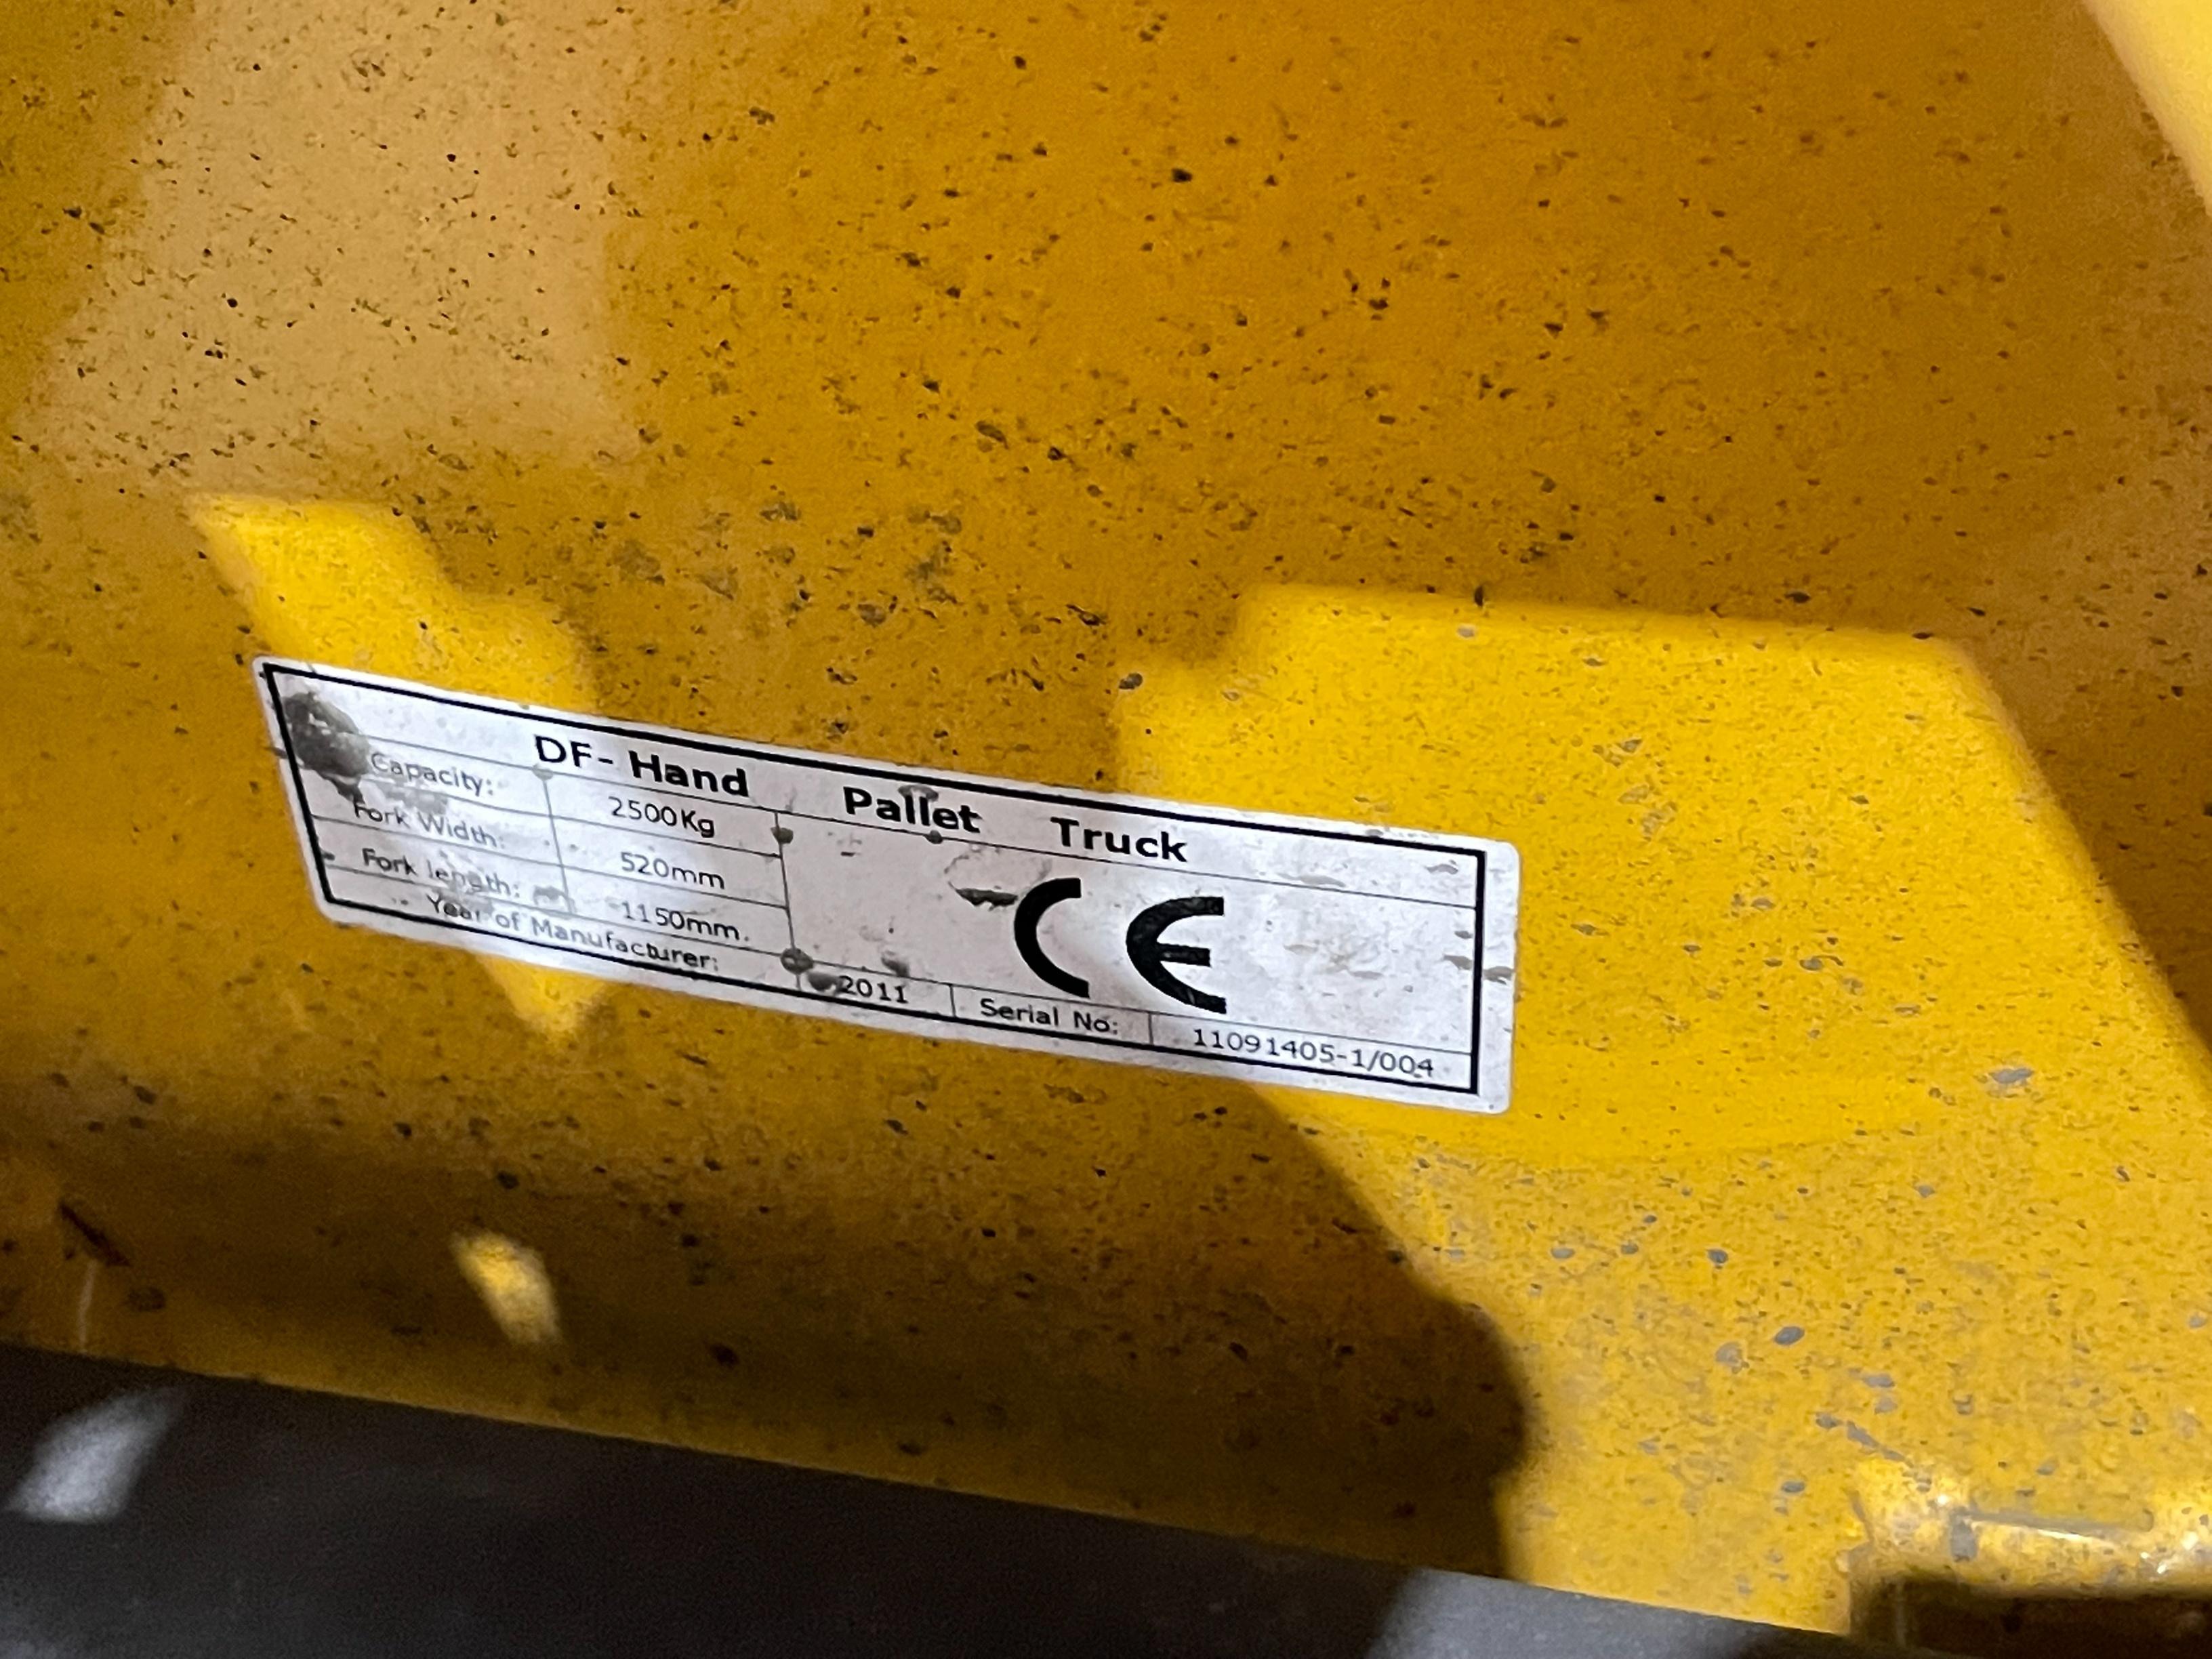 DF- Hand Pallet Truck
Capacity: 2500Kg
Fork Width: 520mm
Fork length: 1150mm.
CE
Year of Manufacturer: 2011 Serial No: 11091405-1/004